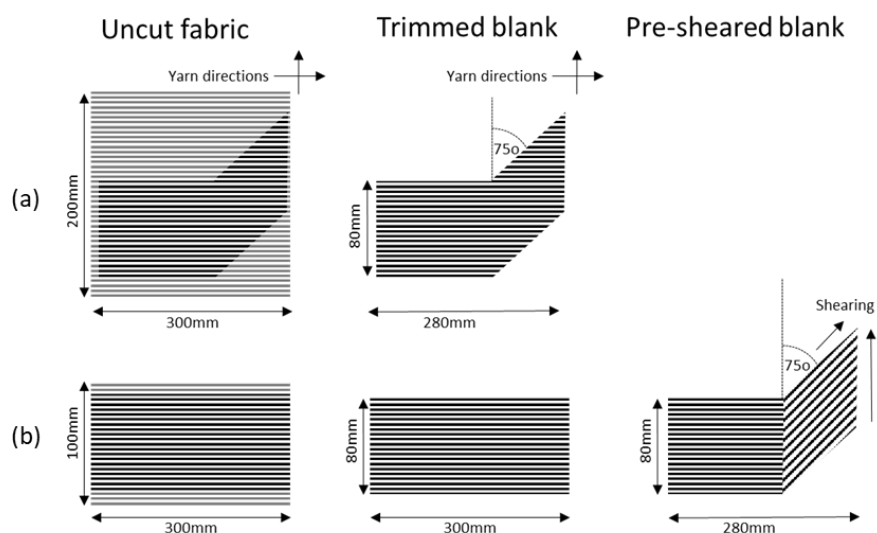 Uncut fabric
Trimmed blank
Pre-sheared blank
Yarn directions
Yarn directions
(a)
200mm
300mm
75o
80mm
280mm
Shearing
(b)
100mm
300mm
80mm
300mm
75o
80mm
280mm